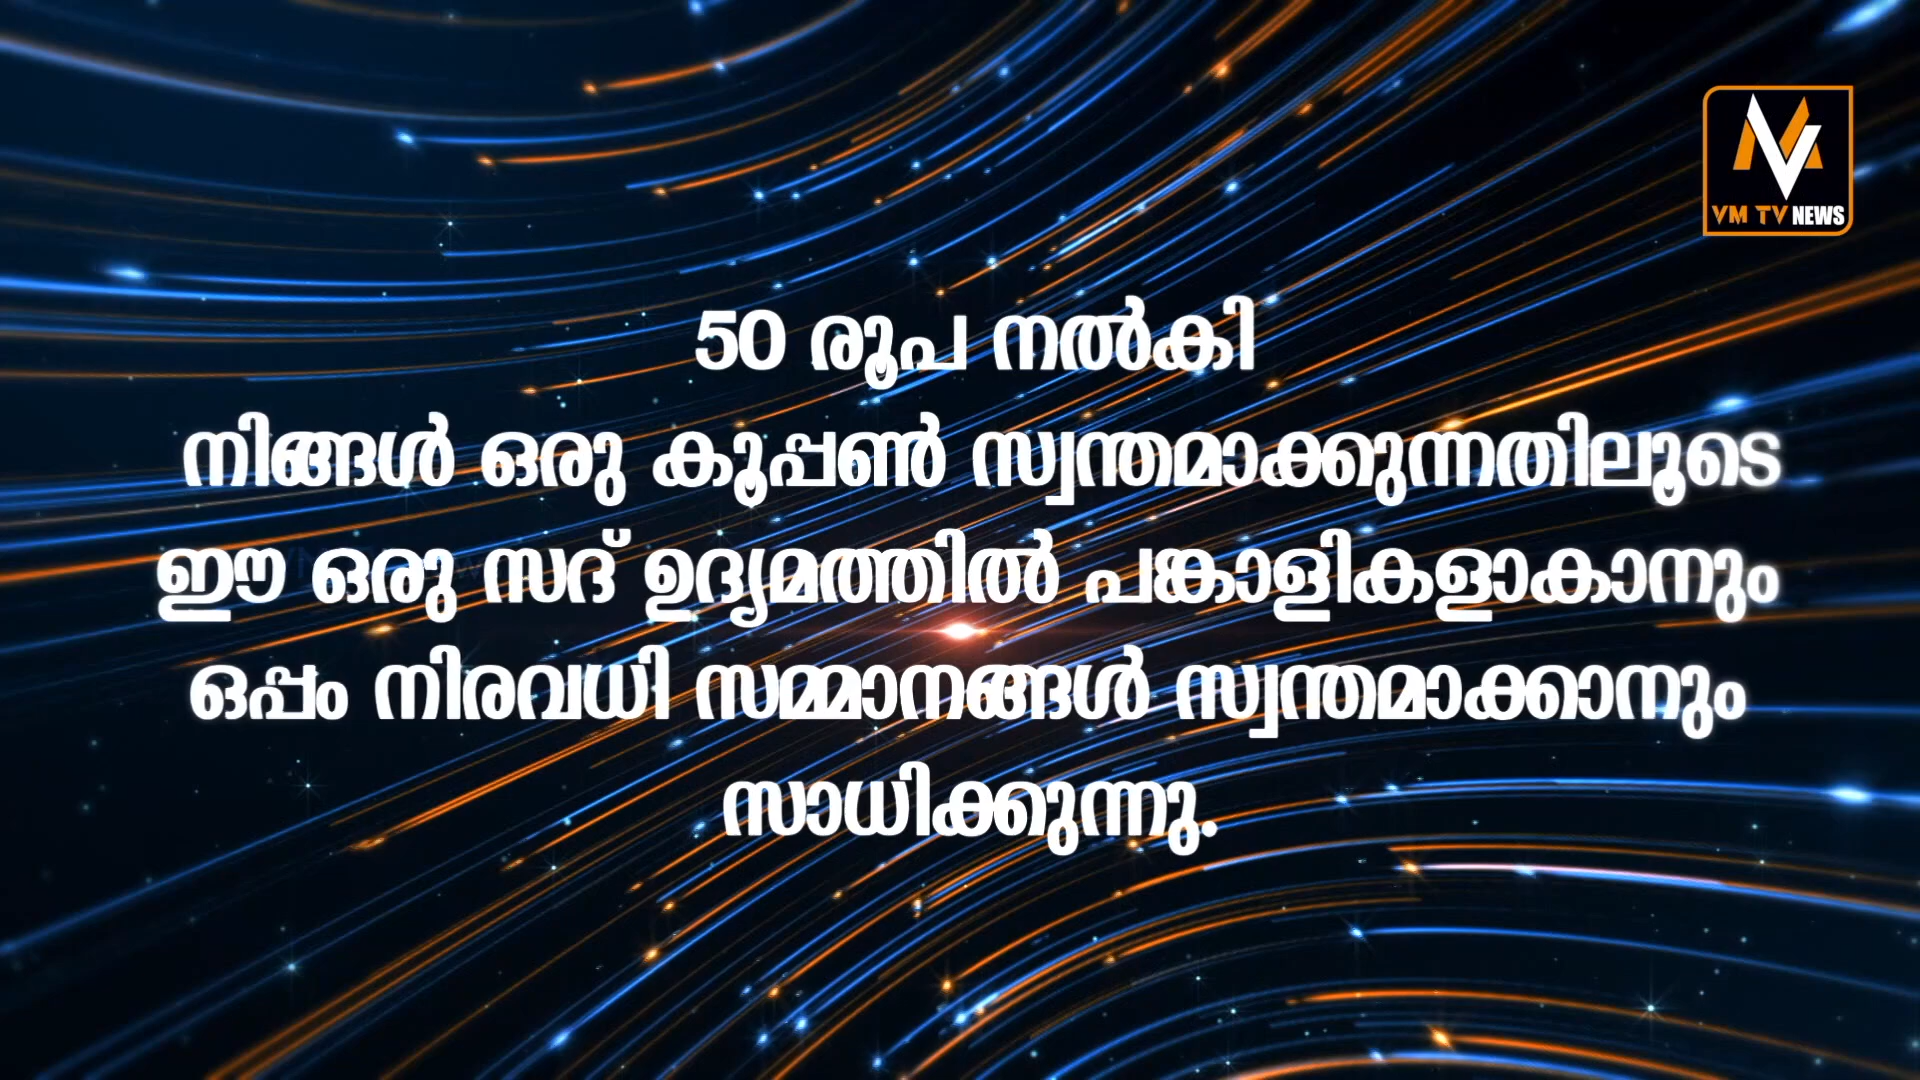 VM TV NEWS
50 രൂപ നൽകി
നിങ്ങൾ ഒരു കൂപ്പൺ സ്വന്തമാക്കുന്നതിലൂടെ
ഈ ഒരു സദ് ഉദ്യമത്തിൽ പങ്കാളികളാകാനും
ഒപ്പം നിരവധി സമ്മാനങ്ങൾ സ്വന്തമാക്കാനും
സാധിക്കുന്നു.